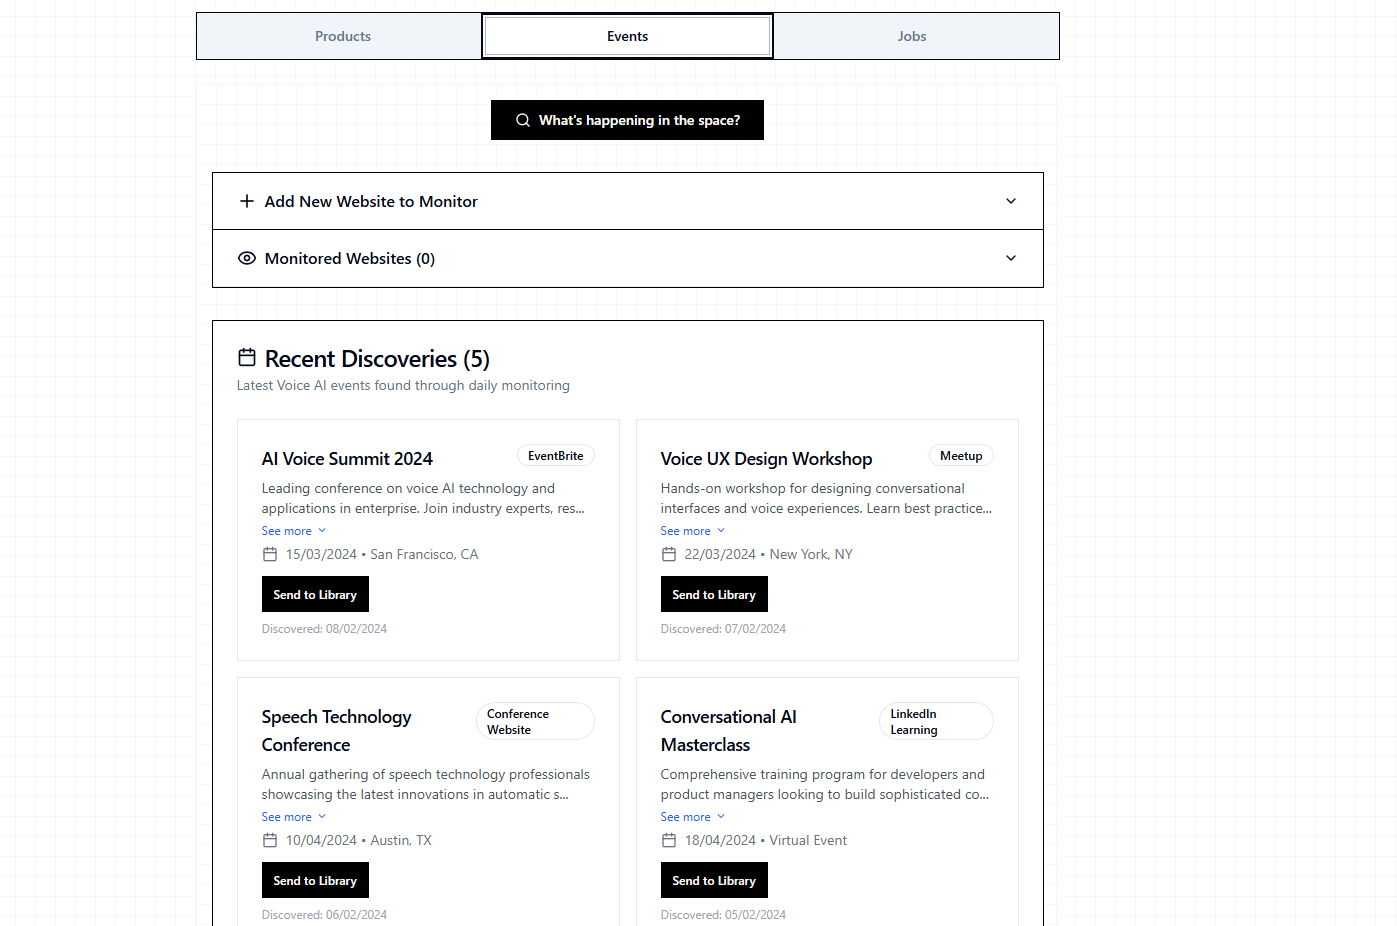 Products
Events
Jobs
What's happening in the space?
Add New Website to Monitor
Monitored Websites (0)
Recent Discoveries (5)
Latest Voice AI events found through daily monitoring
AI Voice Summit 2024
EventBrite
Leading conference on voice AI technology and
applications in enterprise. Join industry experts, res...
See more
15/03/2024 • San Francisco, CA
Send to Library
Discovered: 08/02/2024
Voice UX Design Workshop
Meetup
Hands-on workshop for designing conversational
interfaces and voice experiences. Learn best practice...
See more
22/03/2024 • New York, NY
Send to Library
Discovered: 07/02/2024
Speech Technology
Conference
Conference
Website
Annual gathering of speech technology professionals
showcasing the latest innovations in automatic s...
See more
10/04/2024 • Austin, TX
Send to Library
Discovered: 06/02/2024
Conversational AI
Masterclass
LinkedIn
Learning
Comprehensive training program for developers and
product managers looking to build sophisticated co...
See more
18/04/2024 • Virtual Event
Send to Library
Discovered: 05/02/2024